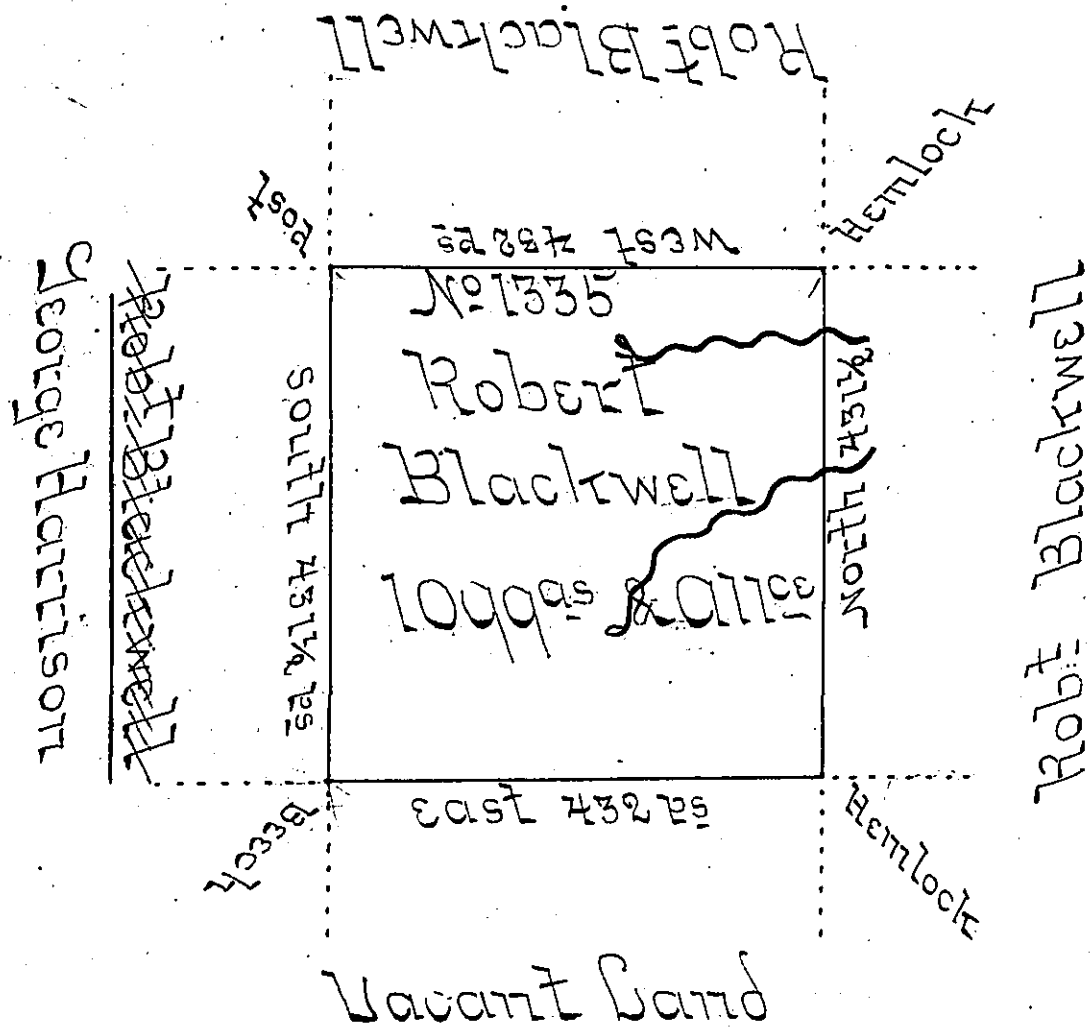 Robt Blackwell
Post
Hemlock
West 432 ps
George Harrison
Robt Blackwell
South 431½ ps
No 1335
Robert
Blackwell
1099 as & Allce
North 431½
Robt Blackwell
East 432 ps
Beech
Hemlock
Vacant Land